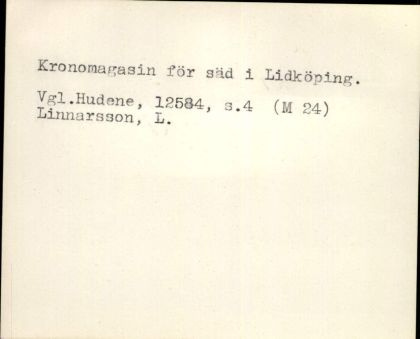 Kronomagasin för säd i Lidköping.
Vgl.Hudene, 12584, s.4 (M 24)
Linnarsson, L.